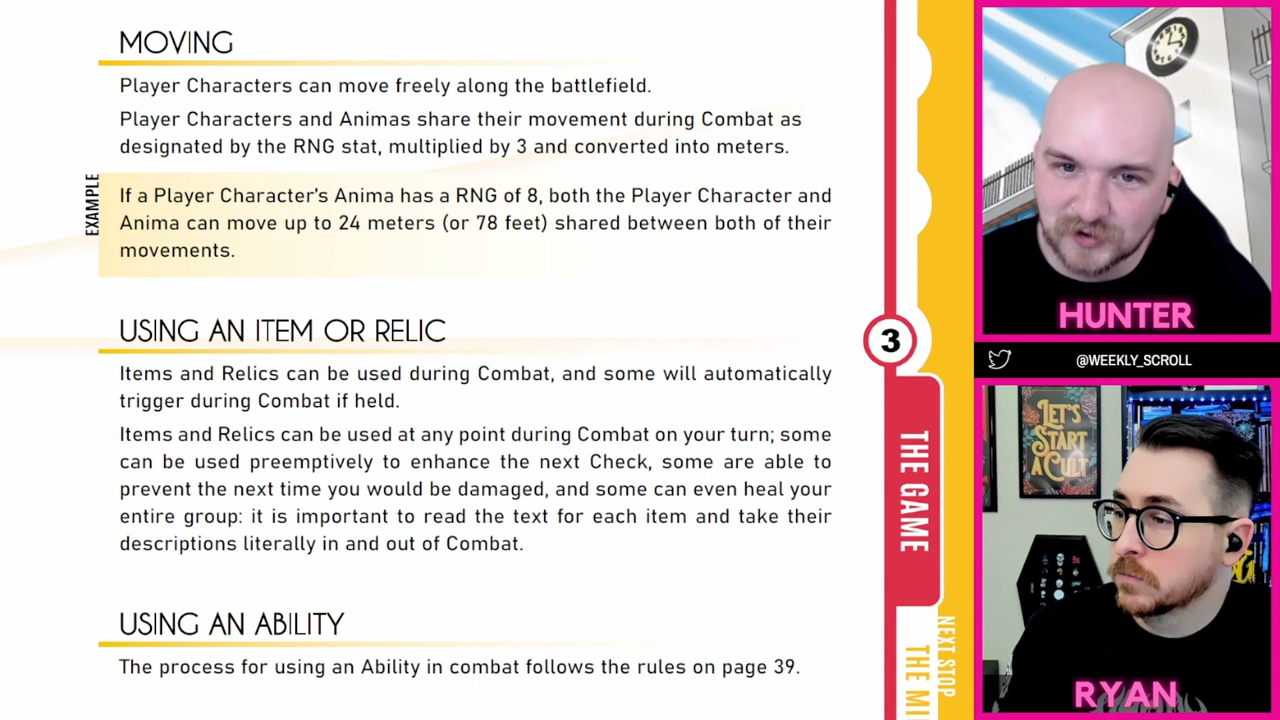 MOVING
Player Characters can move freely along the battlefield.
Player Characters and Animas share their movement during Combat as
designated by the RNG stat, multiplied by 3 and converted into meters.
EXAMPLE
If a Player Character's Anima has a RNG of 8, both the Player Character and
Anima can move up to 24 meters (or 78 feet) shared between both of their
movements.
USING AN ITEM OR RELIC
Items and Relics can be used during Combat, and some will automatically
trigger during Combat if held.
Items and Relics can be used at any point during Combat on your turn; some
can be used preemptively to enhance the next Check, some are able to
prevent the next time you would be damaged, and some can even heal your
entire group: it is important to read the text for each item and take their
descriptions literally in and out of Combat.
USING AN ABILITY
The process for using an Ability in combat follows the rules on page 39.
3
THE GAME
NEXT STOP
THE MI
HUNTER
@WEEKLY_SCROLL
LET'S
START
A CULT
RYAN